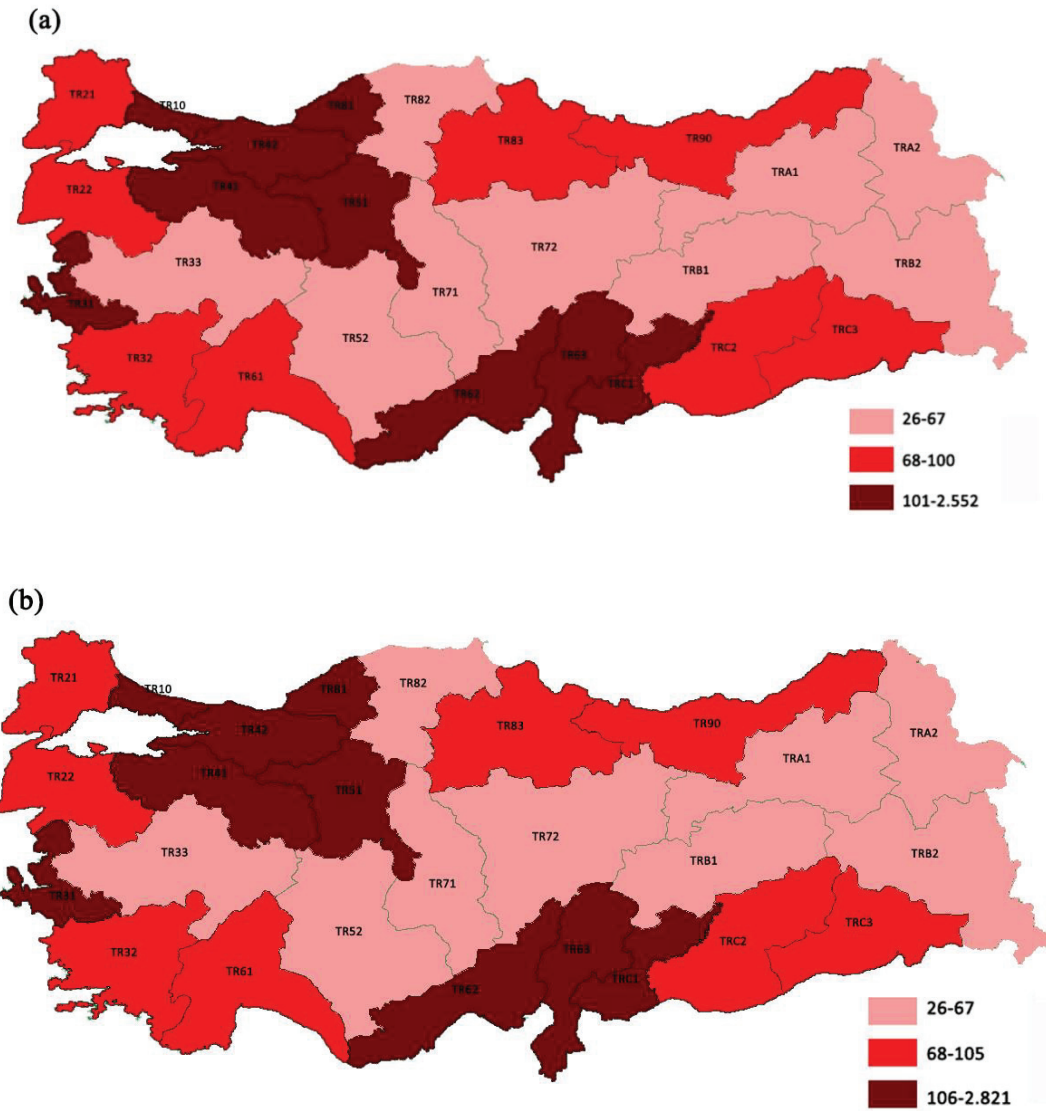 (a)
TR21
TR10
TR81
TR82
TR42
TR83
TR90
TRA2
TR22
TR41
TR51
TRA1
TR33
TR72
TRB2
TR31
TR71
TRB1
TR32
TR52
TR63
TRC2
TRC3
TR61
TR62
TRC1
26-67
68-100
101-2.552
(b)
TR21
TR10
TR81
TR82
TR42
TR83
TR90
TRA2
TR22
TR41
TR51
TRA1
TR33
TR72
TRB2
TR31
TR71
TRB1
TR32
TR52
TR63
TRC2
TRC3
TR61
TR62
TRC1
26-67
68-105
106-2.821